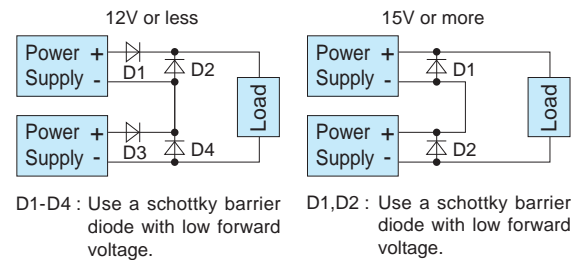 12V or less
Power +
Supply -
D1
D2
Power +
Supply -
D3
D4
Load
D1-D4 : Use a schottky barrier
diode with low forward
voltage.
15V or more
Power +
Supply -
D1
Power +
Supply -
D2
Load
D1,D2 : Use a schottky barrier
diode with low forward
voltage.